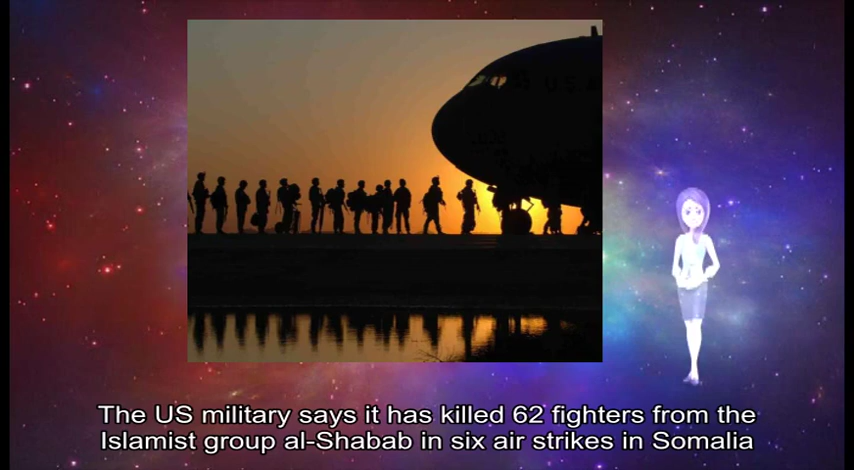 U.S.A
The US military says it has killed 62 fighters from the
Islamist group al-Shabab in six air strikes in Somalia